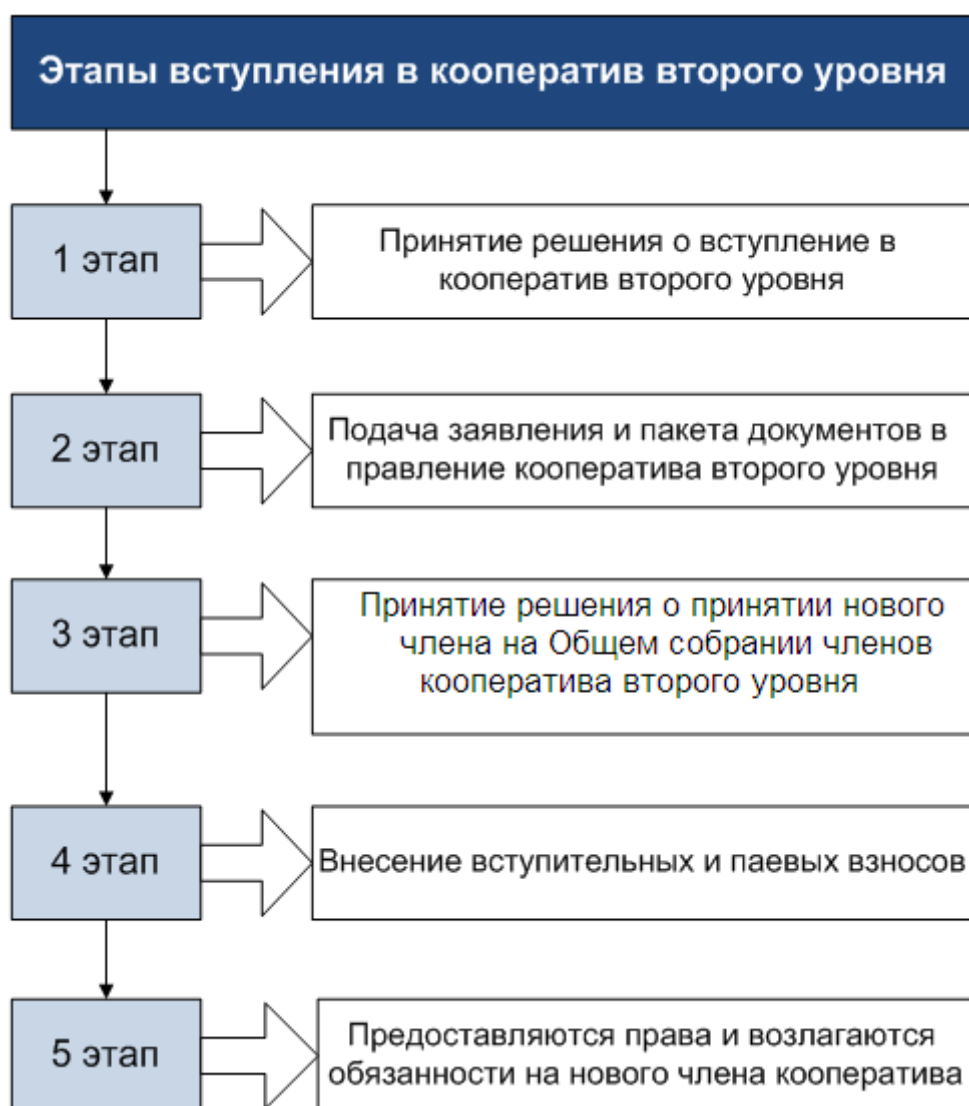 Этапы вступления в кооператив второго уровня
1 этап
Принятие решения о вступление в
кооператив второго уровня
2 этап
Подача заявления и пакета документов в
правление кооператива второго уровня
3 этап
Принятие решения о принятии нового
члена на Общем собрании членов
кооператива второго уровня
4 этап
Внесение вступительных и паевых взносов
5 этап
Предоставляются права и возлагаются
обязанности на нового члена кооператива